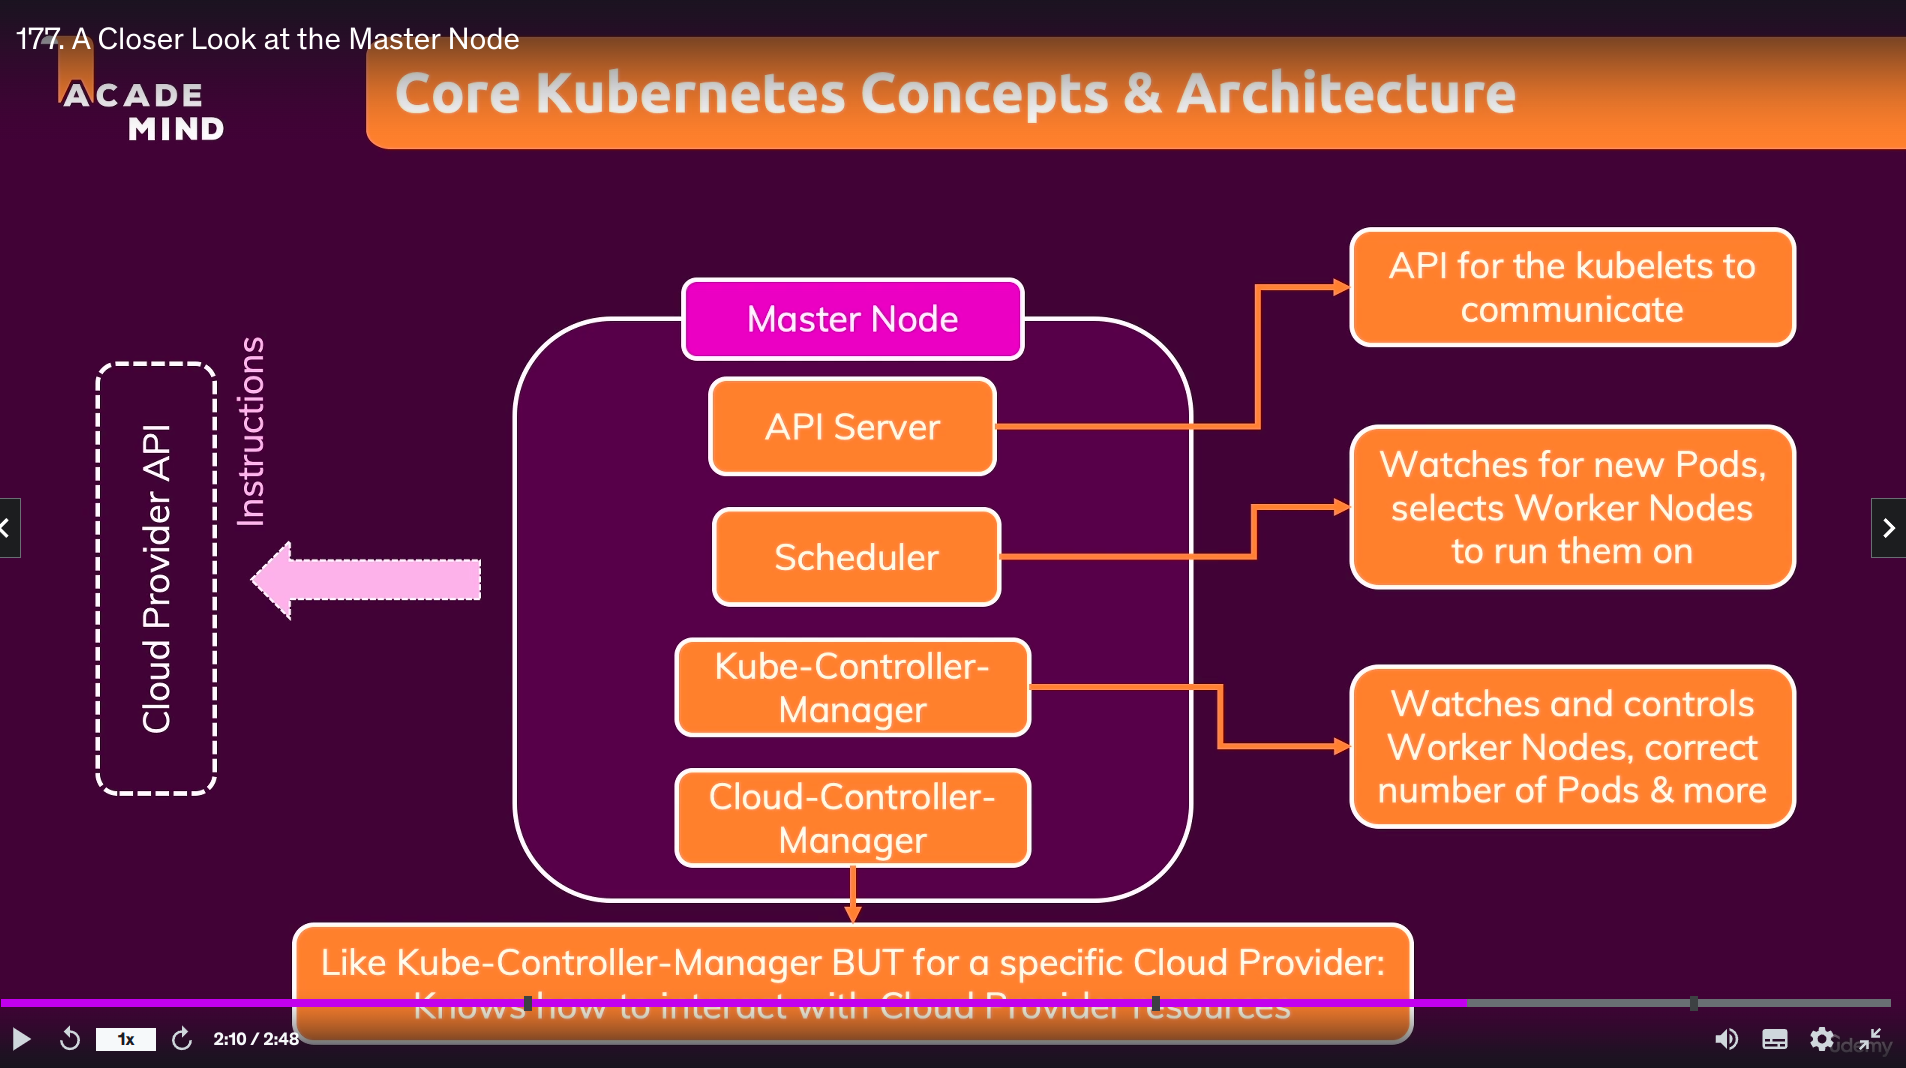 177. A Closer Look at the Master Node
ACADE
MIND
Core Kubernetes Concepts & Architecture
Cloud Provider API
Instructions
Master Node
API Server
Scheduler
Kube-Controller-
Manager
Cloud-Controller-
Manager
API for the kubelets to
communicate
Watches for new Pods,
selects Worker Nodes
to run them on
Watches and controls
Worker Nodes, correct
number of Pods & more
Like Kube-Controller-Manager BUT for a specific Cloud Provider:
Knows how to interact with Cloud Provider resources
1x
2:10 / 2:48
udemy